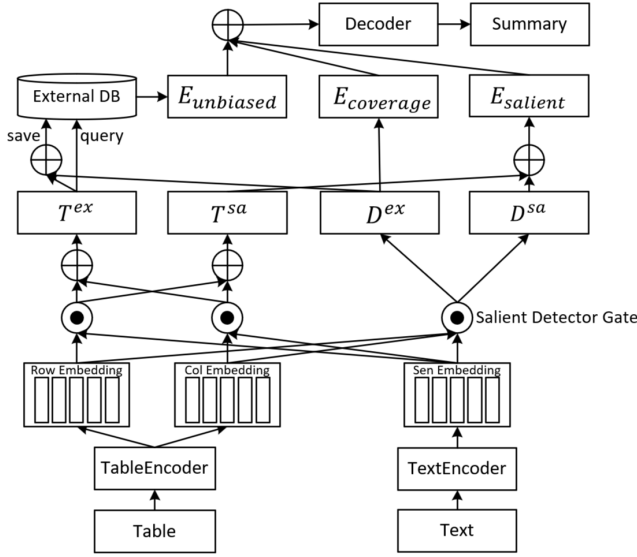 Decoder
Summary
External DB
E_unbiased
E_coverage
E_salient
save
query
T^ex
T^sa
D^ex
D^sa
Salient Detector Gate
Row Embedding
Col Embedding
Sen Embedding
TableEncoder
TextEncoder
Table
Text